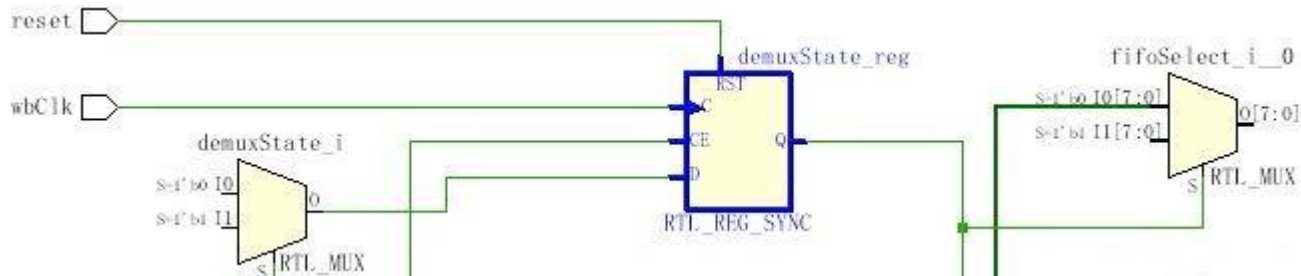 reset
demuxState_reg
fifoSelect_i__0
RST
S=1'b0 I0[7:0]
wbClk
C
O[7:0]
S=1'b1 I1[7:0]
demuxState_i
CE
Q
D
S=1'b0 I0
O
S
RTL_MUX
S=1'b1 I1
RTL_REG_SYNC
S
RTL_MUX